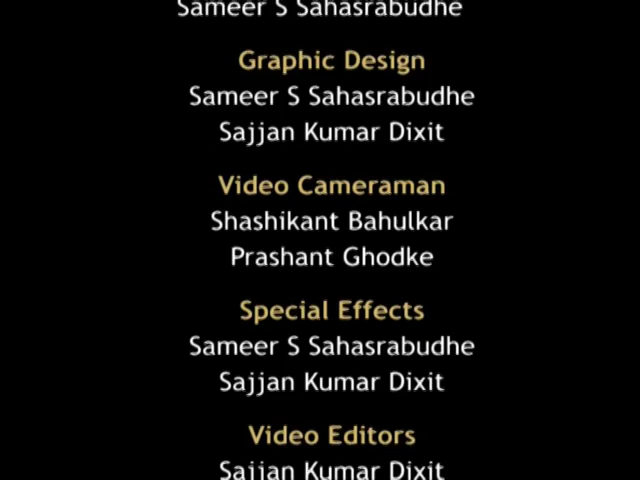 Sameer S Sahasrabudhe
Graphic Design
Sameer S Sahasrabudhe
Sajjan Kumar Dixit
Video Cameraman
Shashikant Bahulkar
Prashant Ghodke
Special Effects
Sameer S Sahasrabudhe
Sajjan Kumar Dixit
Video Editors
Sajjan Kumar Dixit